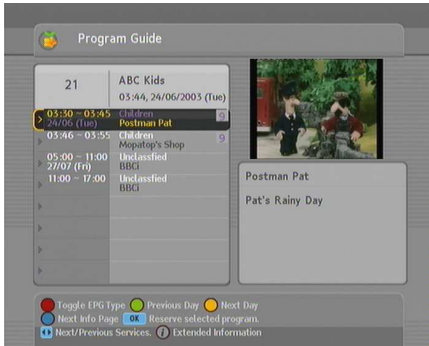 Program Guide
21
ABC Kids
03:44, 24/06/2003 (Tue)
03:30 ~ 03:45 Children 9
24/06 (Tue) Postman Pat
03:46 ~ 03:55 Children 9
Mopatop's Shop
05:00 ~ 11:00 Unclassfied
27/07 (Fri) BBCi
11:00 ~ 17:00 Unclassfied
BBCi
Postman Pat
Pat's Rainy Day
Toggle EPG Type Previous Day Next Day
Next Info Page OK Reserve selected program.
Next/Previous Services. i Extended Information